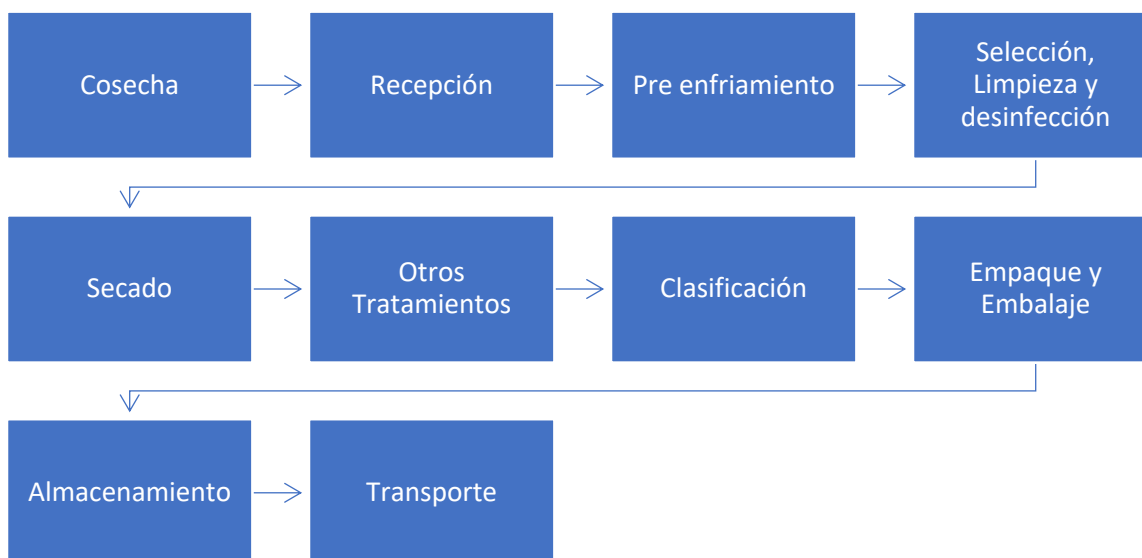 Cosecha
Recepción
Pre enfriamiento
Selección,
Limpieza y
desinfección
Secado
Otros
Tratamientos
Clasificación
Empaque y
Embalaje
Almacenamiento
Transporte